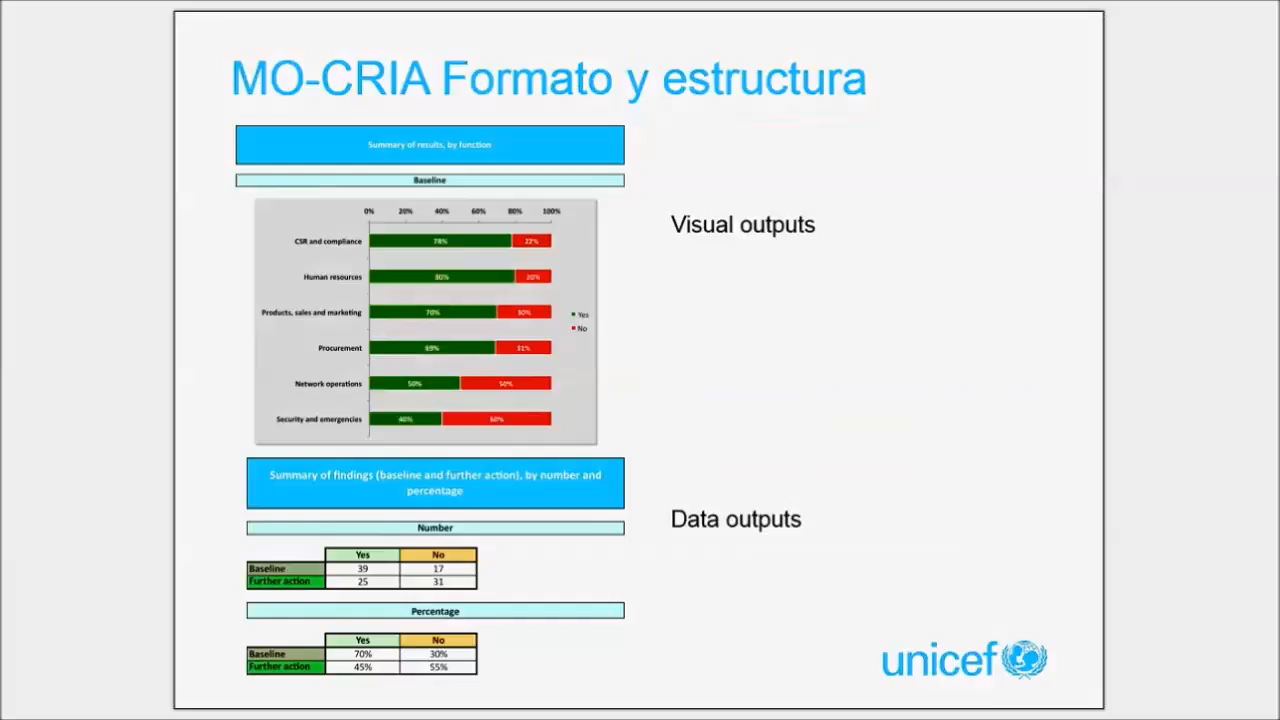 MO-CRIA Formato y estructura
Summary of results, by function
Baseline
0% 20% 40% 60% 80% 100%
CSR and compliance 78% 22%
Human resources 80% 20%
Products, sales and marketing 70% 30%
Yes
No
Procurement 69% 31%
Network operations 50% 50%
Security and emergencies 40% 60%
Visual outputs
Summary of findings (baseline and further action), by number and
percentage
Number
Yes No
Baseline 39 17
Further action 25 31
Percentage
Yes No
Baseline 70% 30%
Further action 45% 55%
Data outputs
unicef